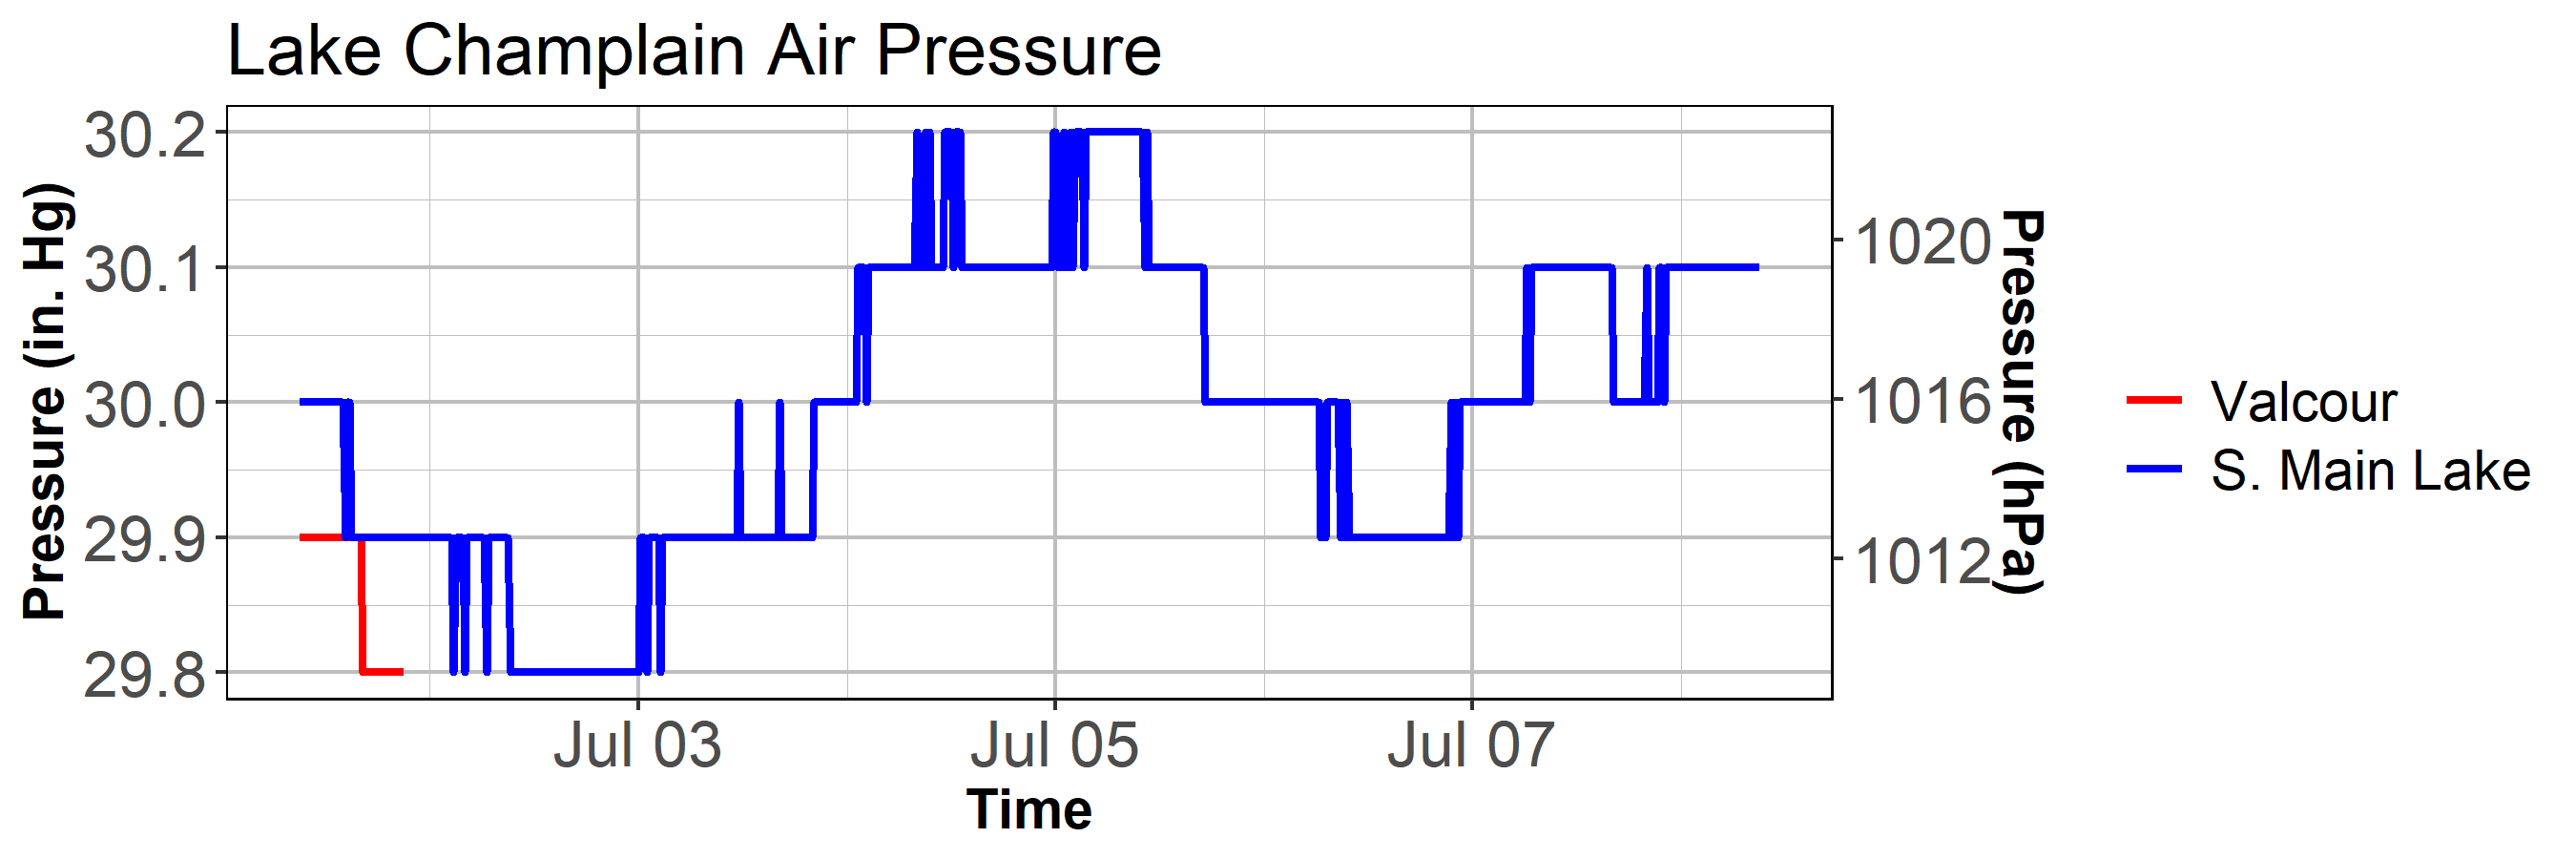 Lake Champlain Air Pressure
Pressure (in. Hg)
30.2
30.1
30.0
29.9
29.8
1020
1016
1012
Pressure (hPa)
Jul 03
Jul 05
Jul 07
Time
Valcour
S. Main Lake